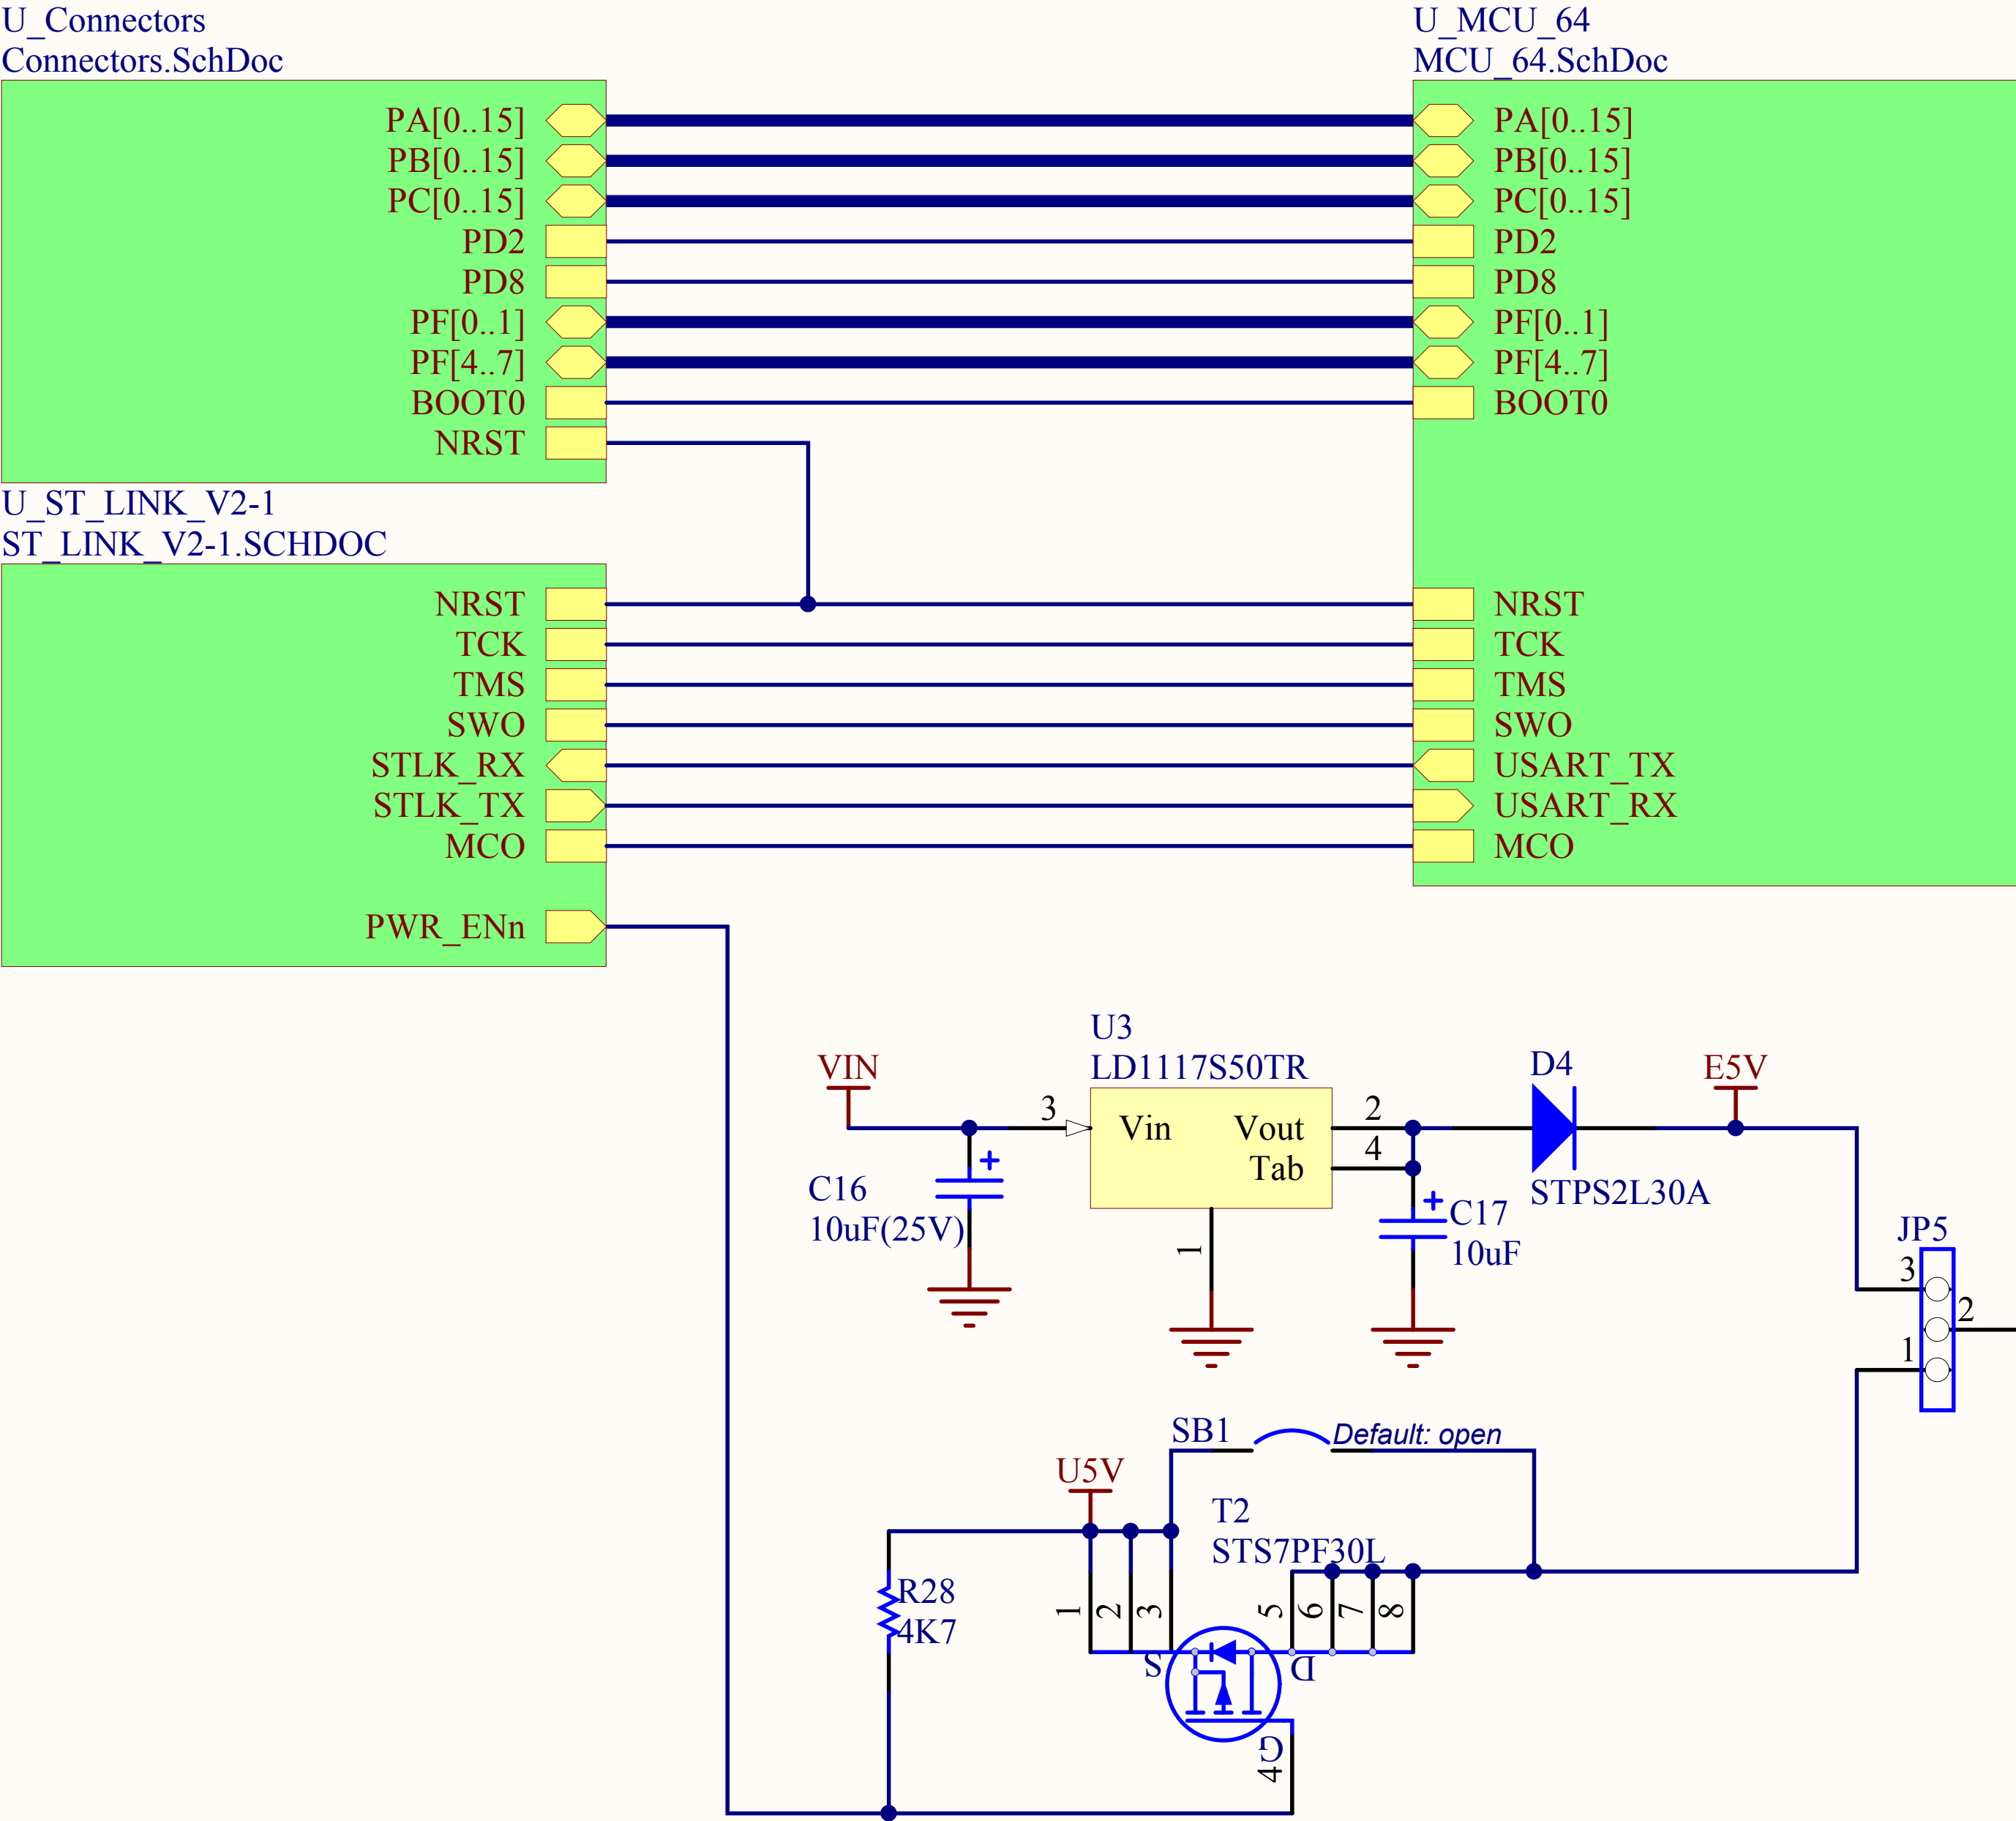 U_Connectors
Connectors.SchDoc
PA[0..15]
PB[0..15]
PC[0..15]
PD2
PD8
PF[0..1]
PF[4..7]
BOOT0
NRST
U_MCU_64
MCU_64.SchDoc
PA[0..15]
PB[0..15]
PC[0..15]
PD2
PD8
PF[0..1]
PF[4..7]
BOOT0
NRST
TCK
TMS
SWO
USART_TX
USART_RX
MCO
U_ST_LINK_V2-1
ST_LINK_V2-1.SCHDOC
NRST
TCK
TMS
SWO
STLK_RX
STLK_TX
MCO
PWR_ENn
VIN
C16
10uF(25V)
+
U3
LD1117S50TR
3
Vin
Vout
Tab
2
4
1
+
C17
10uF
D4
STPS2L30A
E5V
JP5
3
2
1
SB1
Default: open
U5V
T2
STS7PF30L
R28
4K7
1
2
3
5
6
7
8
S
D
G
4